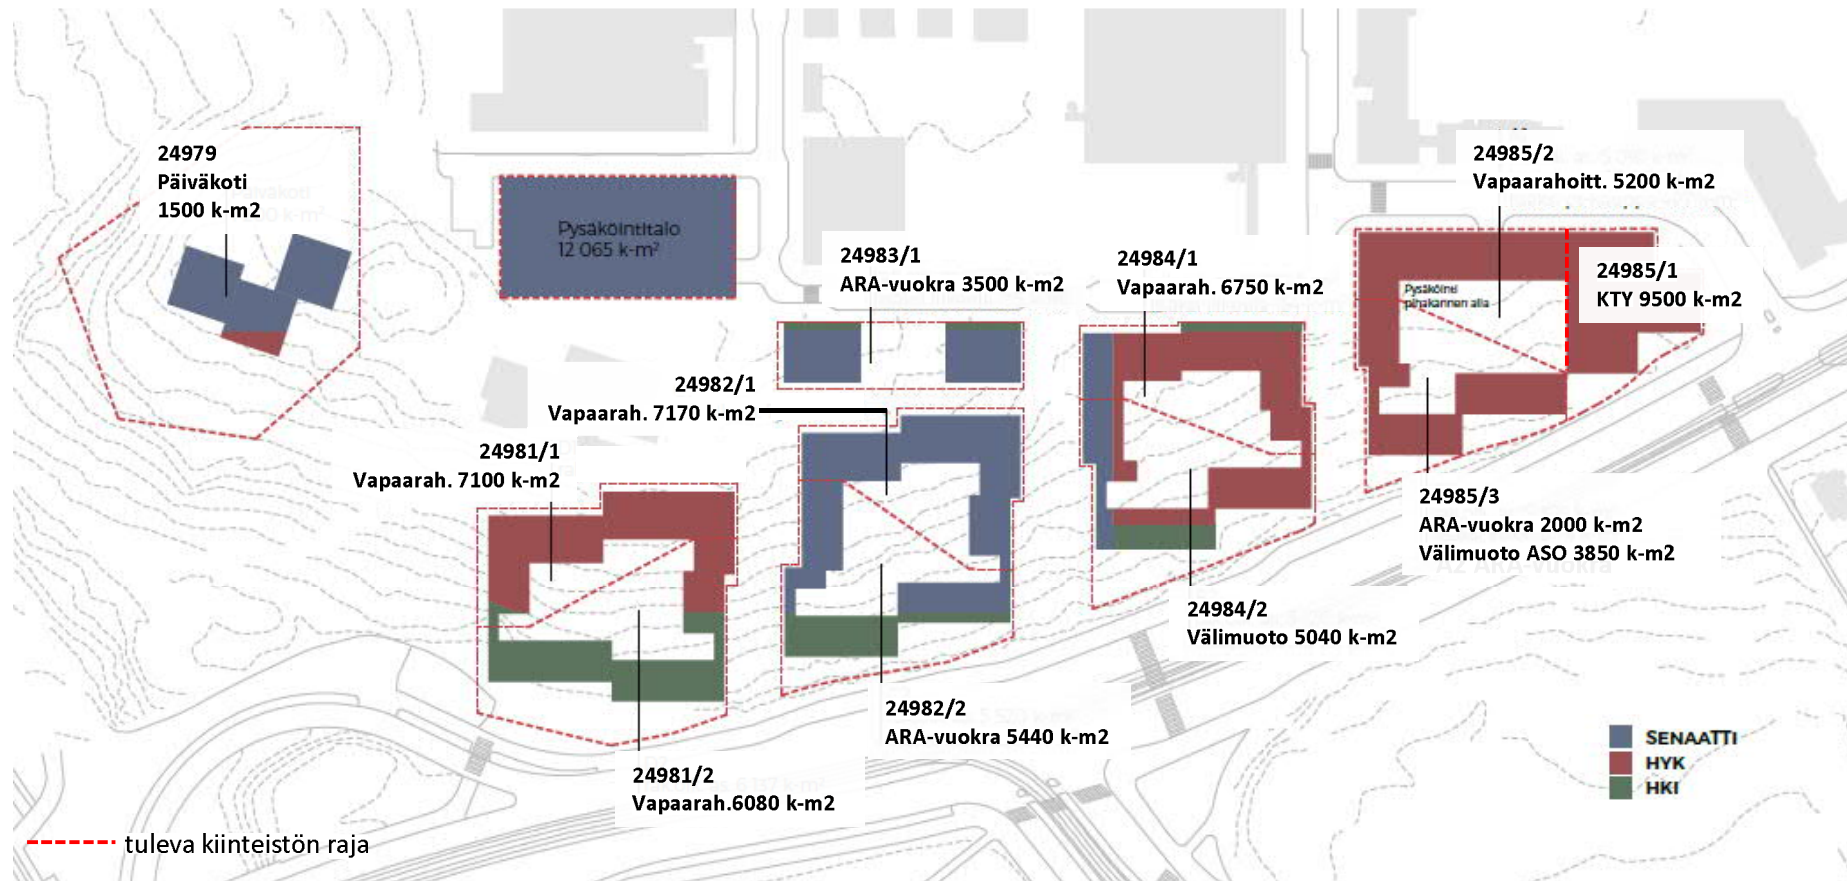 24979
Päiväkoti
1500 k-m2
Pysäköintitalo
12 065 k-m²
24983/1
ARA-vuokra 3500 k-m2
24984/1
Vapaarah. 6750 k-m2
24985/2
Vapaarahoitt. 5200 k-m2
24985/1
KTY 9500 k-m2
Pysäköinti
pihakannen alla
24982/1
Vapaarah. 7170 k-m2
24981/1
Vapaarah. 7100 k-m2
24985/3
ARA-vuokra 2000 k-m2
Välimuoto ASO 3850 k-m2
24984/2
Välimuoto 5040 k-m2
24982/2
ARA-vuokra 5440 k-m2
24981/2
Vapaarah.6080 k-m2
SENAATTI
HYK
HKI
tuleva kiinteistön raja